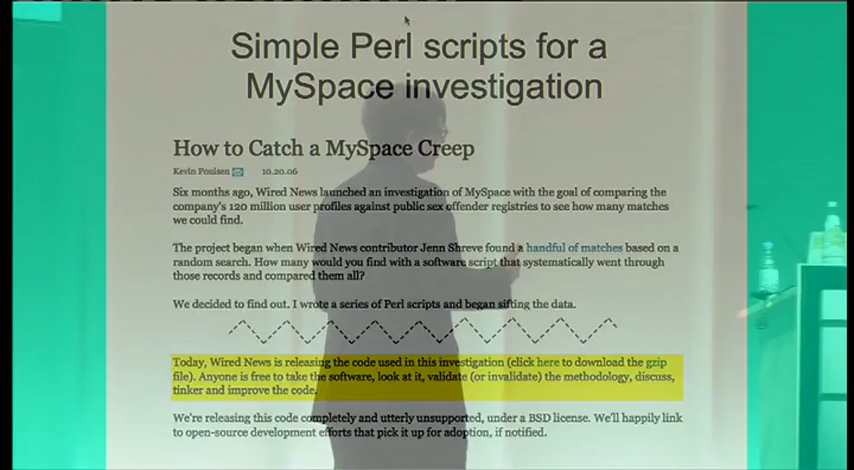 Simple Perl scripts for a
MySpace investigation
How to Catch a MySpace Creep
Kevin Poulsen 10.20.06
Six months ago, Wired News launched an investigation of MySpace with the goal of comparing the
company's 120 million user profiles against public sex offender registries to see how many matches
we could find.
The project began when Wired News contributor Jenn Shreve found a handful of matches based on a
random search. How many would you find with a software script that systematically went through
those records and compared them all?
We decided to find out. I wrote a series of Perl scripts and began sifting the data.
Today, Wired News is releasing the code used in this investigation (click here to download the gzip
file). Anyone is free to take the software, look at it, validate (or invalidate) the methodology, discuss,
tinker and improve the code.
We're releasing this code completely and utterly unsupported, under a BSD license. We'll happily link
to open-source development efforts that pick it up for adoption, if notified.